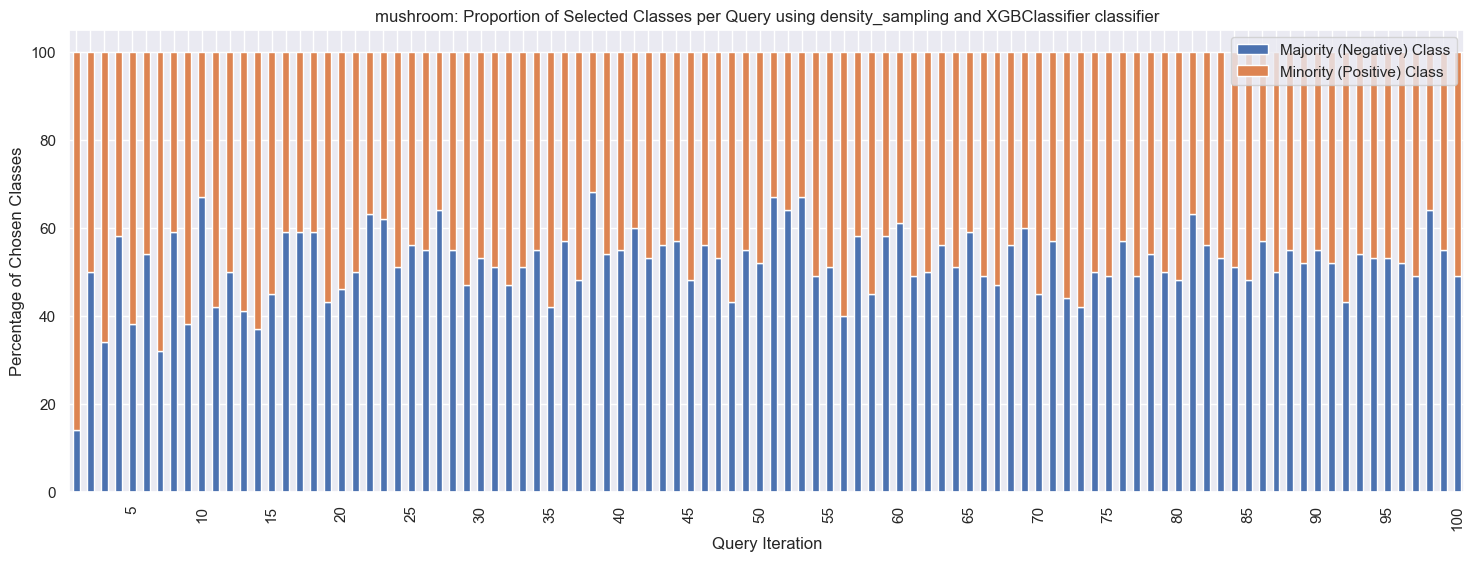 mushroom: Proportion of Selected Classes per Query using density_sampling and XGBClassifier classifier
Majority (Negative) Class
Minority (Positive) Class
Percentage of Chosen Classes
100
80
60
40
20
0
5 10 15 20 25 30 35 40 45 50 55 60 65 70 75 80 85 90 95 100
Query Iteration